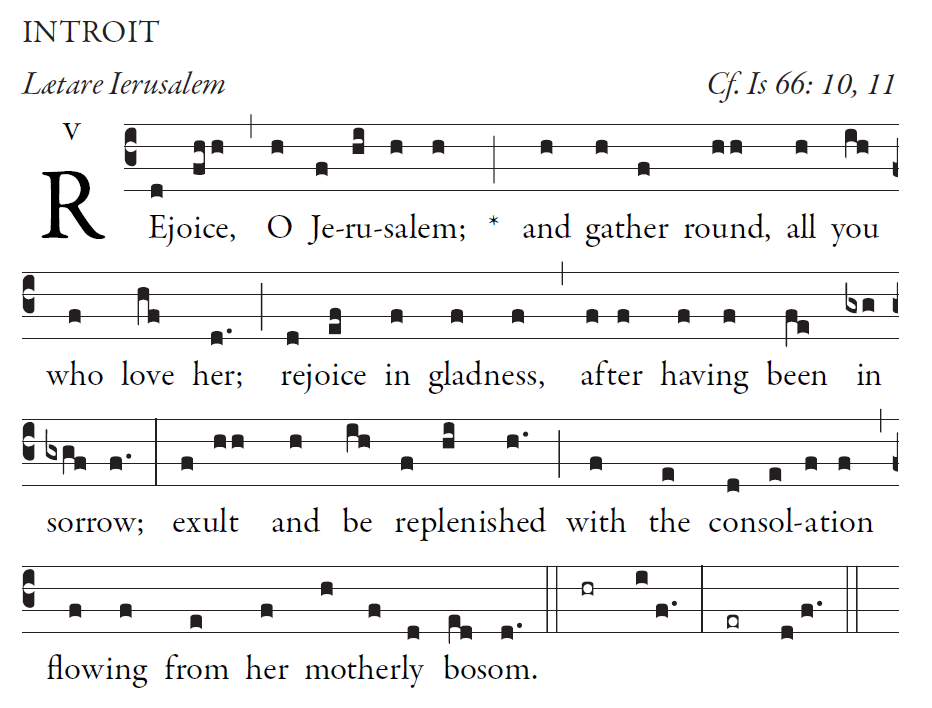 INTROIT
Lætare Ierusalem Cf. Is 66: 10, 11
V
REjoice, O Je-ru-salem; * and gather round, all you
who love her; rejoice in gladness, after having been in
sorrow; exult and be replenished with the consol-ation
flowing from her motherly bosom.